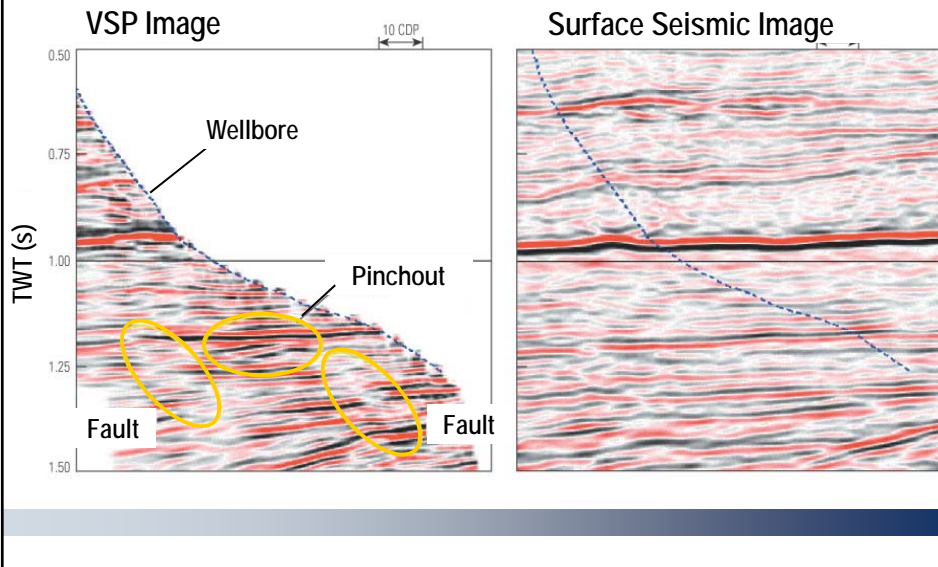 VSP Image
Surface Seismic Image
10 CDP
0.50
Wellbore
0.75
TWT (s)
1.00
Pinchout
1.25
Fault
Fault
1.50